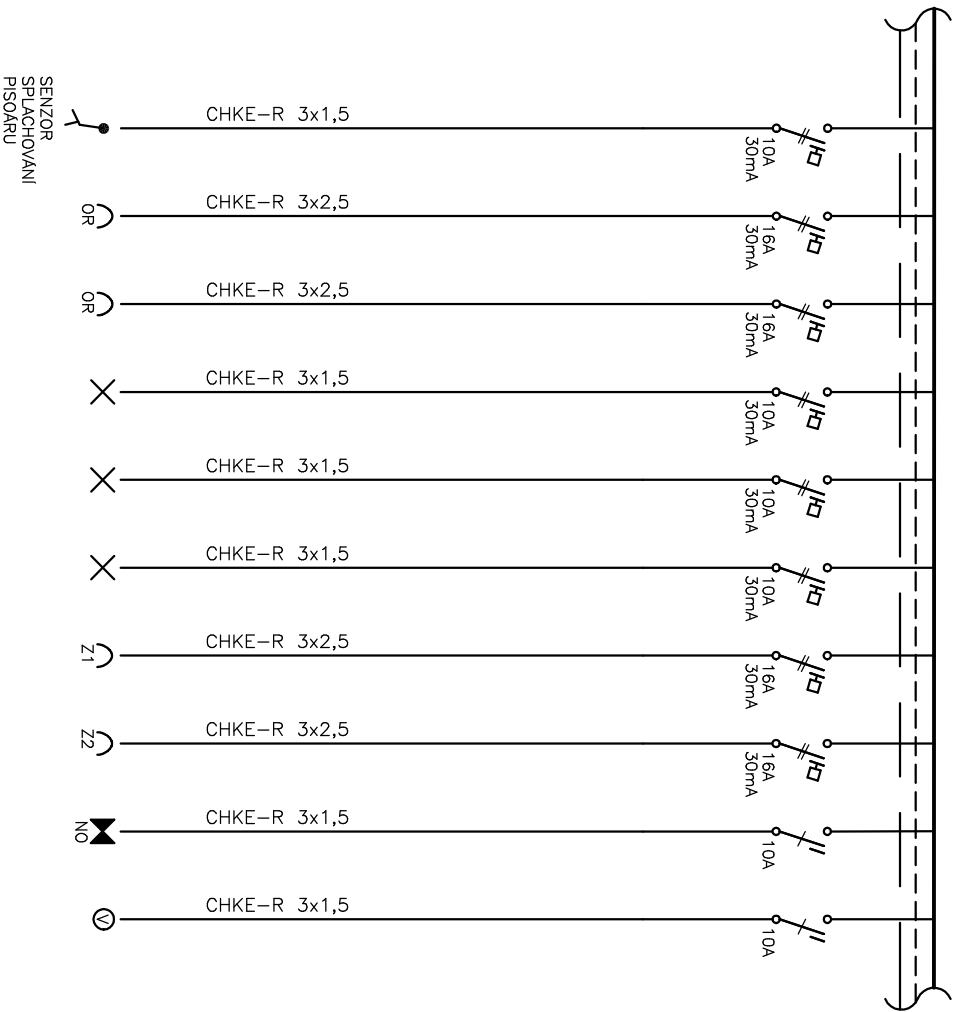 SENZOR
SPLACHOVÁNÍ
PISOÁRU
CHKE-R 3x1,5
10A
30mA
OR
CHKE-R 3x2,5
16A
30mA
OR
CHKE-R 3x2,5
16A
30mA
CHKE-R 3x1,5
10A
30mA
CHKE-R 3x1,5
10A
30mA
CHKE-R 3x1,5
10A
30mA
Z1
CHKE-R 3x2,5
16A
30mA
Z2
CHKE-R 3x2,5
16A
30mA
NO
CHKE-R 3x1,5
10A
V
CHKE-R 3x1,5
10A